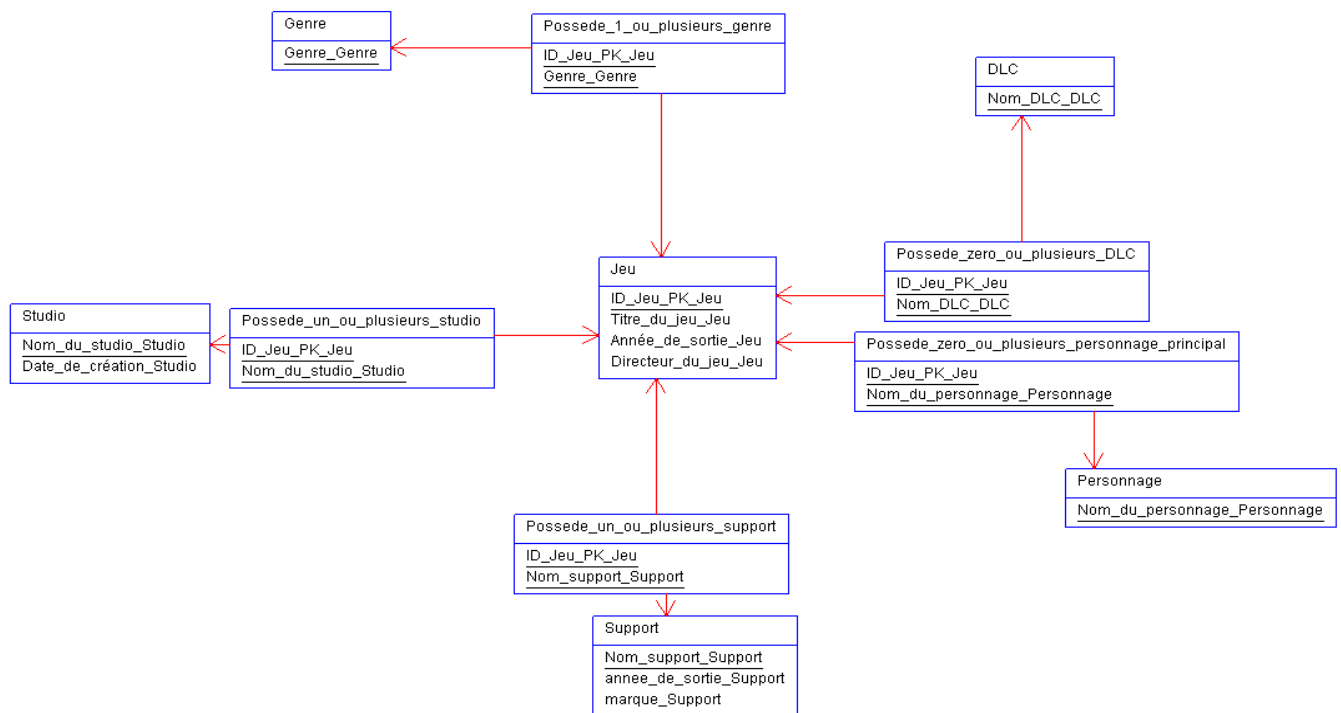 Genre
Genre_Genre
Possede_1_ou_plusieurs_genre
ID_Jeu_PK_Jeu
Genre_Genre
DLC
Nom_DLC_DLC
Possede_zero_ou_plusieurs_DLC
ID_Jeu_PK_Jeu
Nom_DLC_DLC
Jeu
ID_Jeu_PK_Jeu
Titre_du_jeu_Jeu
Année_de_sortie_Jeu
Directeur_du_jeu_Jeu
Studio
Nom_du_studio_Studio
Date_de_création_Studio
Possede_un_ou_plusieurs_studio
ID_Jeu_PK_Jeu
Nom_du_studio_Studio
Possede_zero_ou_plusieurs_personnage_principal
ID_Jeu_PK_Jeu
Nom_du_personnage_Personnage
Personnage
Nom_du_personnage_Personnage
Possede_un_ou_plusieurs_support
ID_Jeu_PK_Jeu
Nom_support_Support
Support
Nom_support_Support
annee_de_sortie_Support
marque_Support